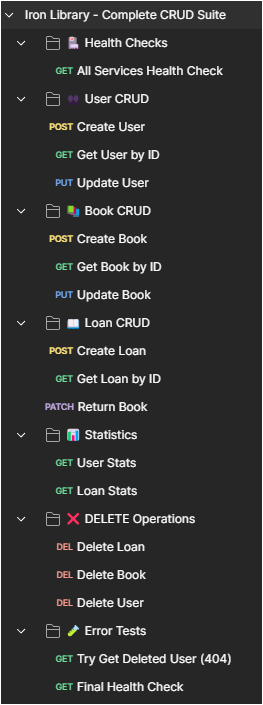 Iron Library - Complete CRUD Suite
Health Checks
GET All Services Health Check
User CRUD
POST Create User
GET Get User by ID
PUT Update User
Book CRUD
POST Create Book
GET Get Book by ID
PUT Update Book
Loan CRUD
POST Create Loan
GET Get Loan by ID
PATCH Return Book
Statistics
GET User Stats
GET Loan Stats
DELETE Operations
DEL Delete Loan
DEL Delete Book
DEL Delete User
Error Tests
GET Try Get Deleted User (404)
GET Final Health Check